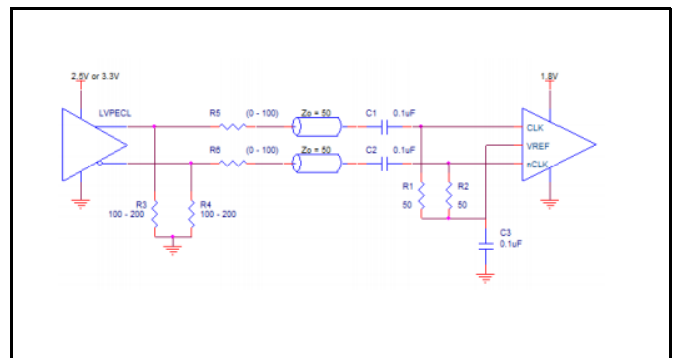 2.5V or 3.3V
1.8V
LVPECL
R5 (0 - 100) Zo = 50 C1 0.1uF
CLK
VREF
R6 (0 - 100) Zo = 50 C2 0.1uF
nCLK
R3
100 - 200
R4
100 - 200
R1
50
R2
50
C3
0.1uF